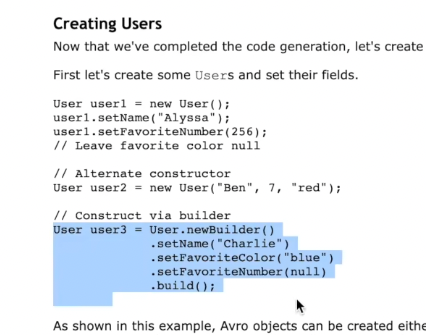 Creating Users
Now that we've completed the code generation, let's create
First let's create some Users and set their fields.
User user1 = new User();
user1.setName("Alyssa");
user1.setFavoriteNumber(256);
// Leave favorite color null
// Alternate constructor
User user2 = new User("Ben", 7, "red");
// Construct via builder
User user3 = User.newBuilder()
.setName("Charlie")
.setFavoriteColor("blue")
.setFavoriteNumber(null)
.build();
As shown in this example, Avro objects can be created eithe